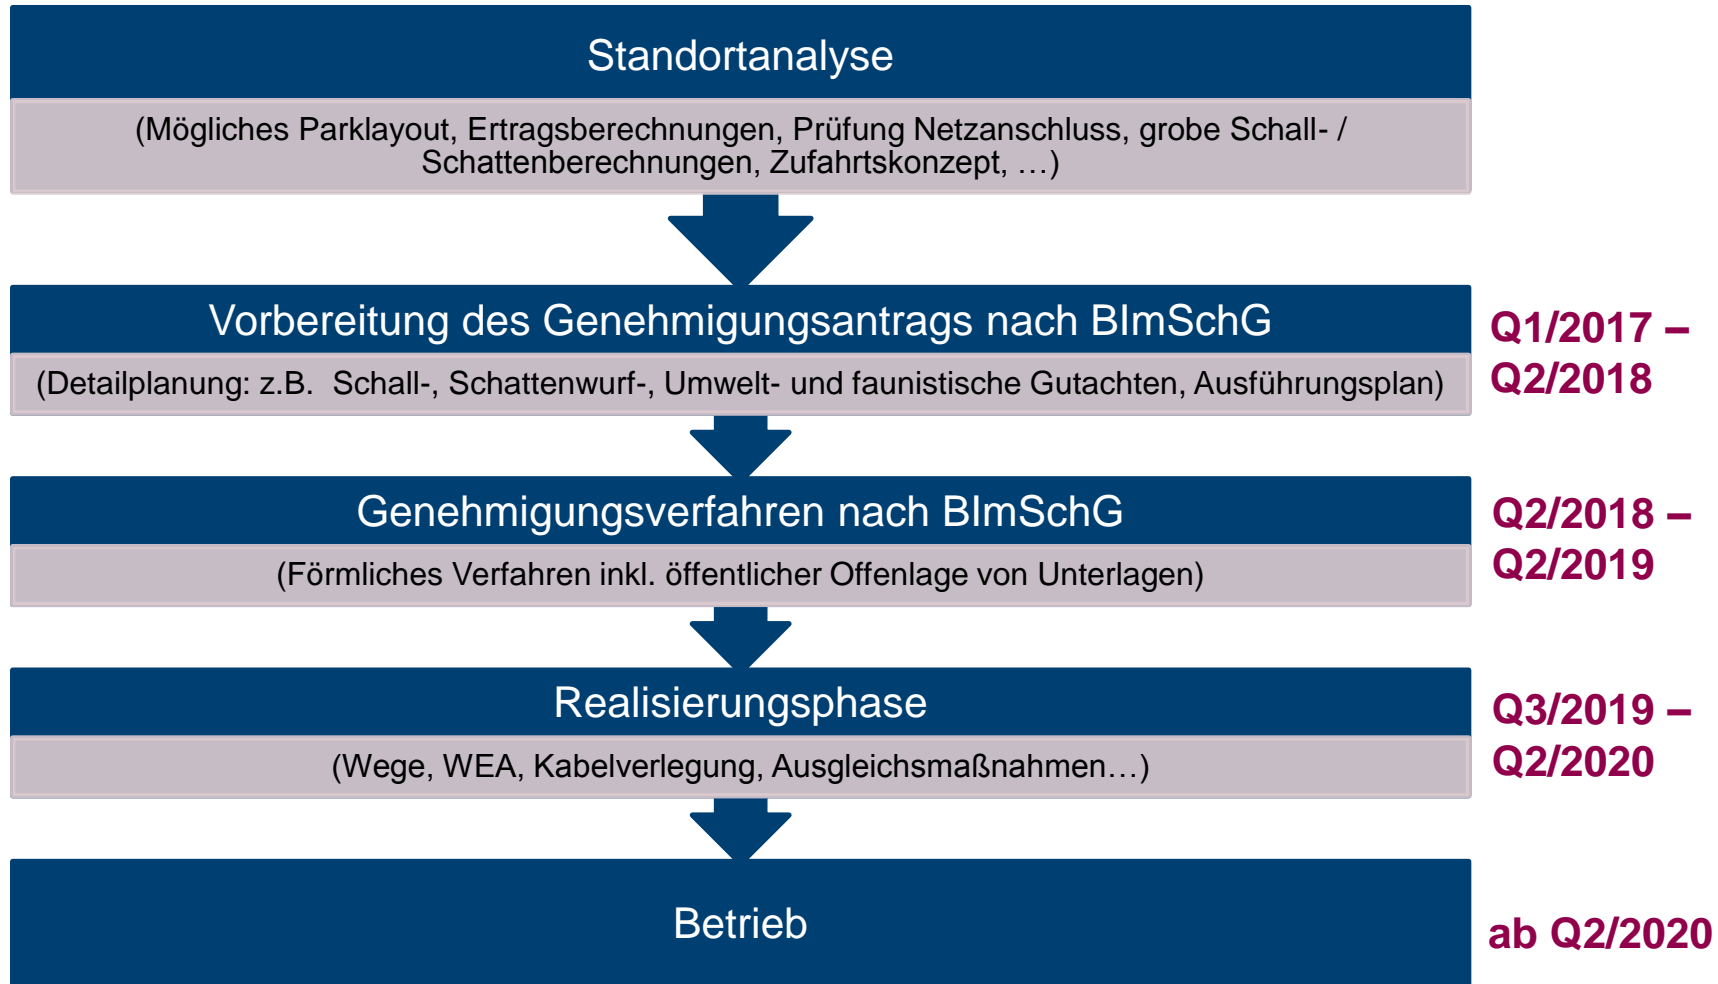 Standortanalyse
(Mögliches Parklayout, Ertragsberechnungen, Prüfung Netzanschluss, grobe Schall- /
Schattenberechnungen, Zufahrtskonzept, …)
Vorbereitung des Genehmigungsantrags nach BImSchG
(Detailplanung: z.B. Schall-, Schattenwurf-, Umwelt- und faunistische Gutachten, Ausführungsplan)
Q1/2017 –
Q2/2018
Genehmigungsverfahren nach BImSchG
(Förmliches Verfahren inkl. öffentlicher Offenlage von Unterlagen)
Q2/2018 –
Q2/2019
Realisierungsphase
(Wege, WEA, Kabelverlegung, Ausgleichsmaßnahmen…)
Q3/2019 –
Q2/2020
Betrieb
ab Q2/2020